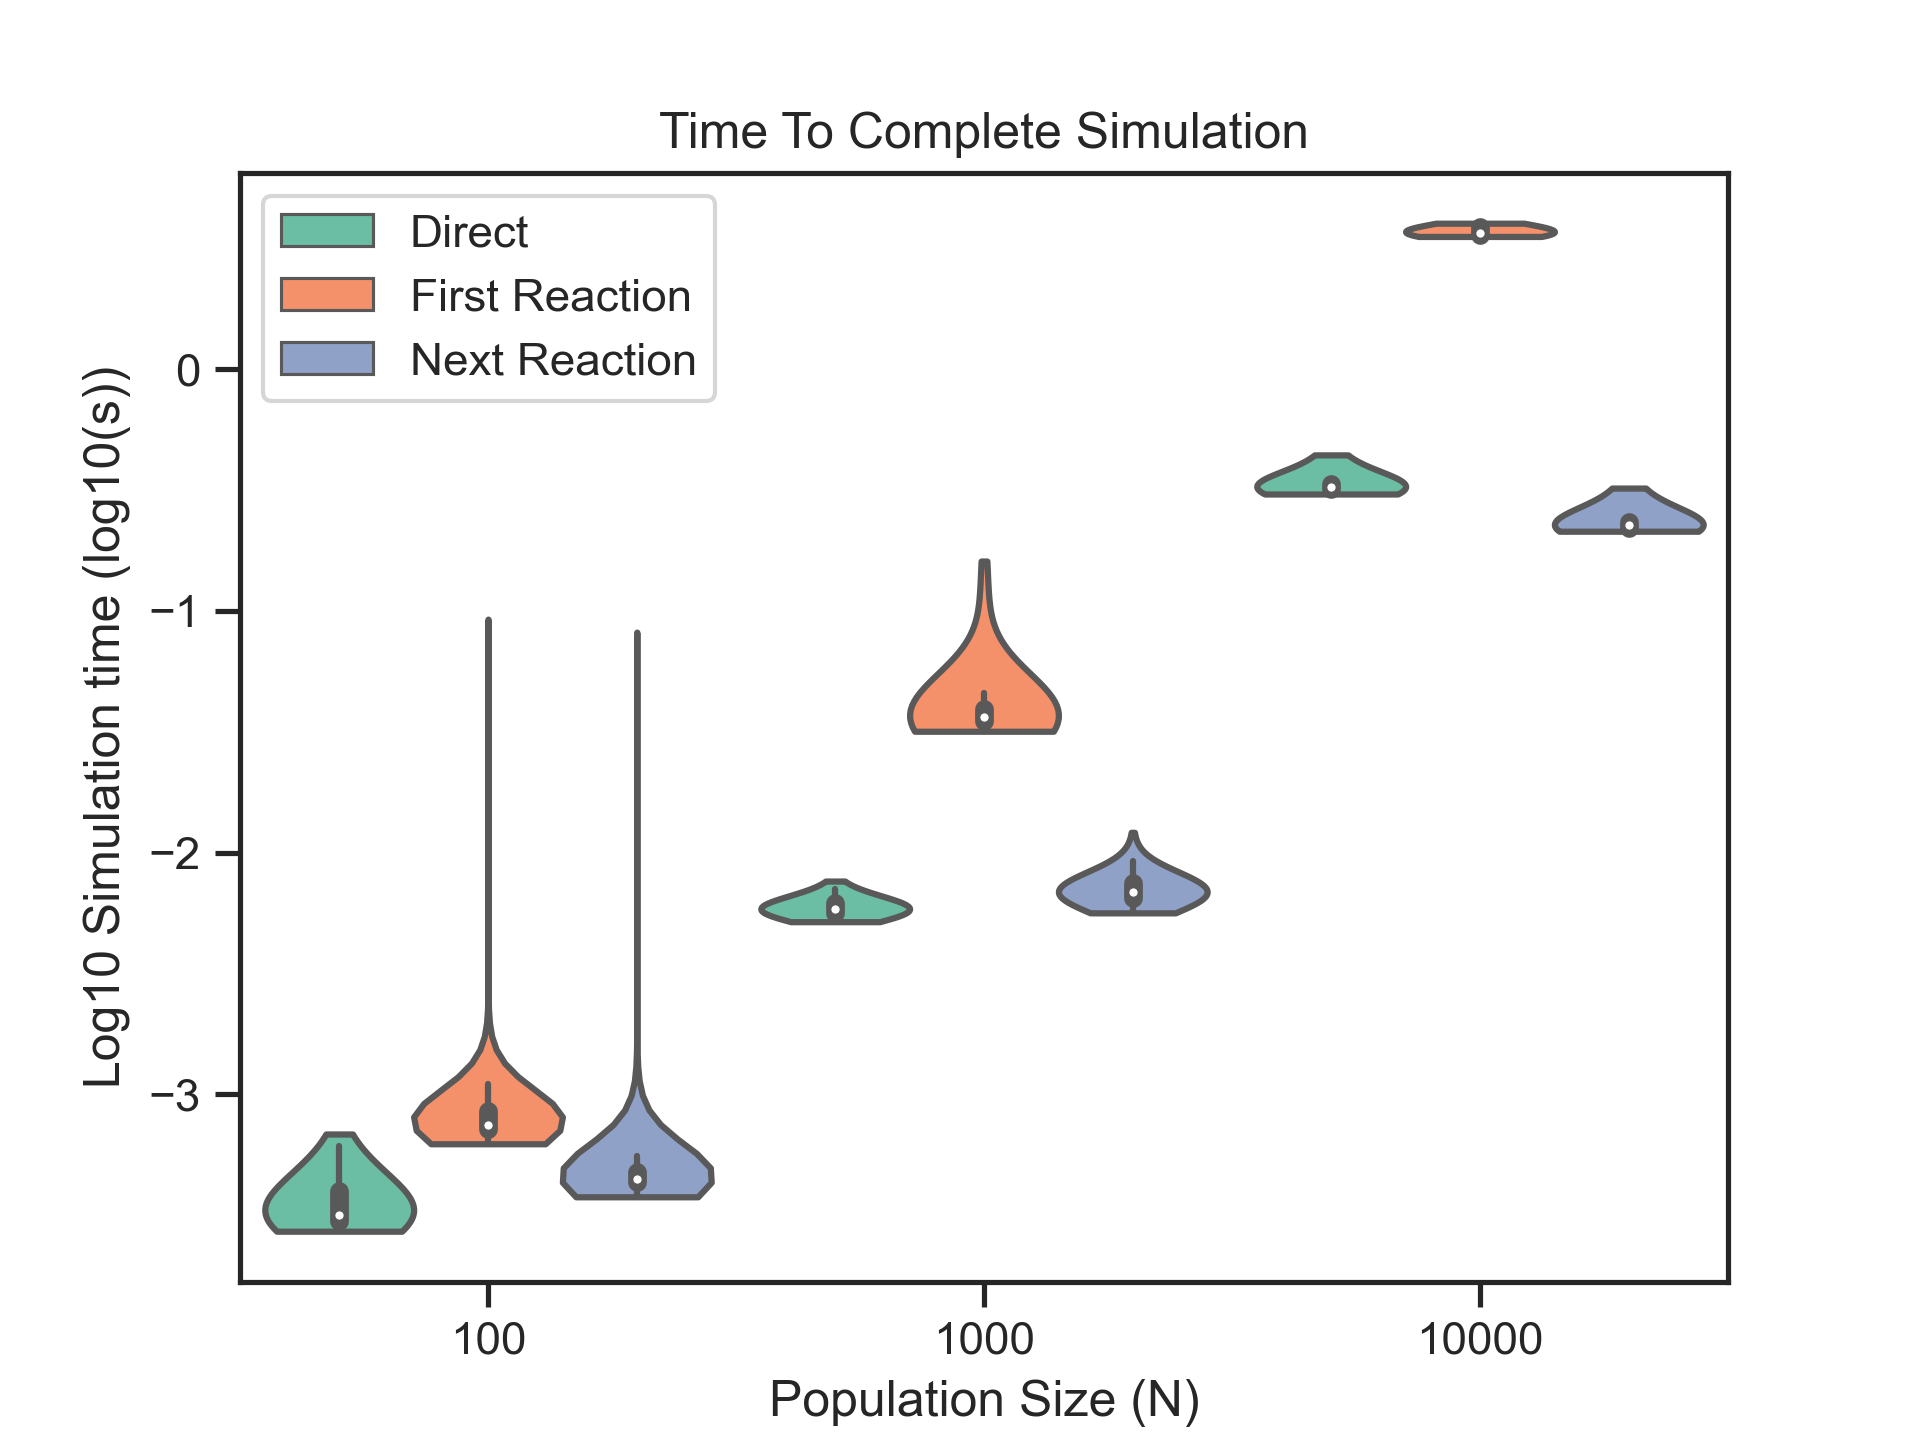 Time To Complete Simulation
Direct
First Reaction
Next Reaction
Log10 Simulation time (log10(s))
0
−1
−2
−3
100
1000
10000
Population Size (N)